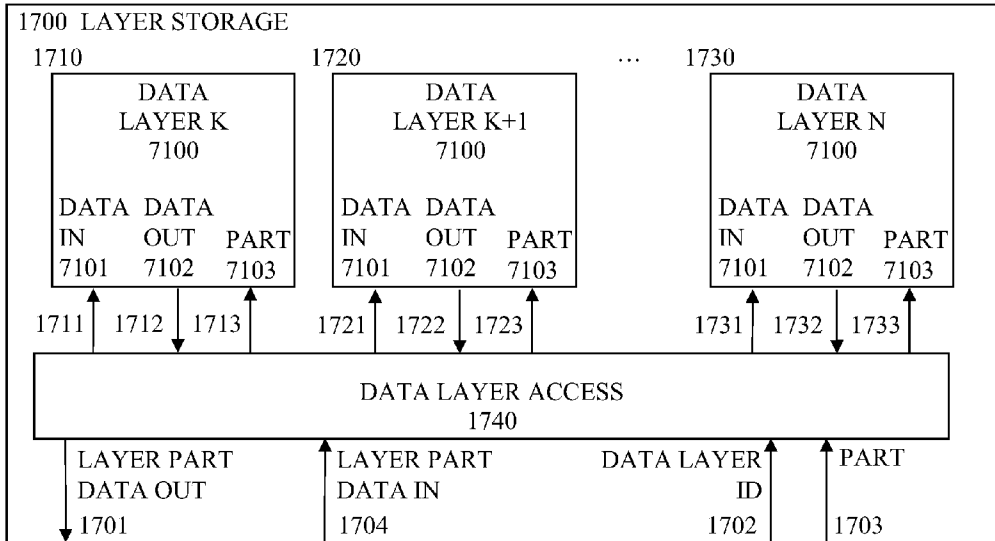 1700 LAYER STORAGE
1710 1720 … 1730
DATA LAYER K 7100
DATA IN 7101
DATA OUT 7102
PART 7103
DATA LAYER K+1 7100
DATA IN 7101
DATA OUT 7102
PART 7103
DATA LAYER N 7100
DATA IN 7101
DATA OUT 7102
PART 7103
1711 1712 1713 1721 1722 1723 1731 1732 1733
DATA LAYER ACCESS
1740
LAYER PART DATA OUT 1701
LAYER PART DATA IN 1704
DATA LAYER ID 1702
PART 1703